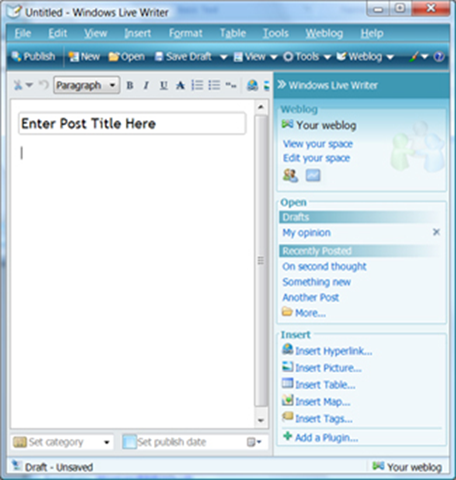 Untitled - Windows Live Writer
File Edit View Insert Format Table Tools Weblog Help
Publish New Open Save Draft View Tools Weblog
Paragraph B I U A
Windows Live Writer
Enter Post Title Here
Weblog
Your weblog
View your space
Edit your space
Open
Drafts
My opinion
Recently Posted
On second thought
Something new
Another Post
More...
Insert
Insert Hyperlink...
Insert Picture...
Insert Table...
Insert Map...
Insert Tags...
Add a Plugin...
Set category Set publish date
Draft - Unsaved Your weblog